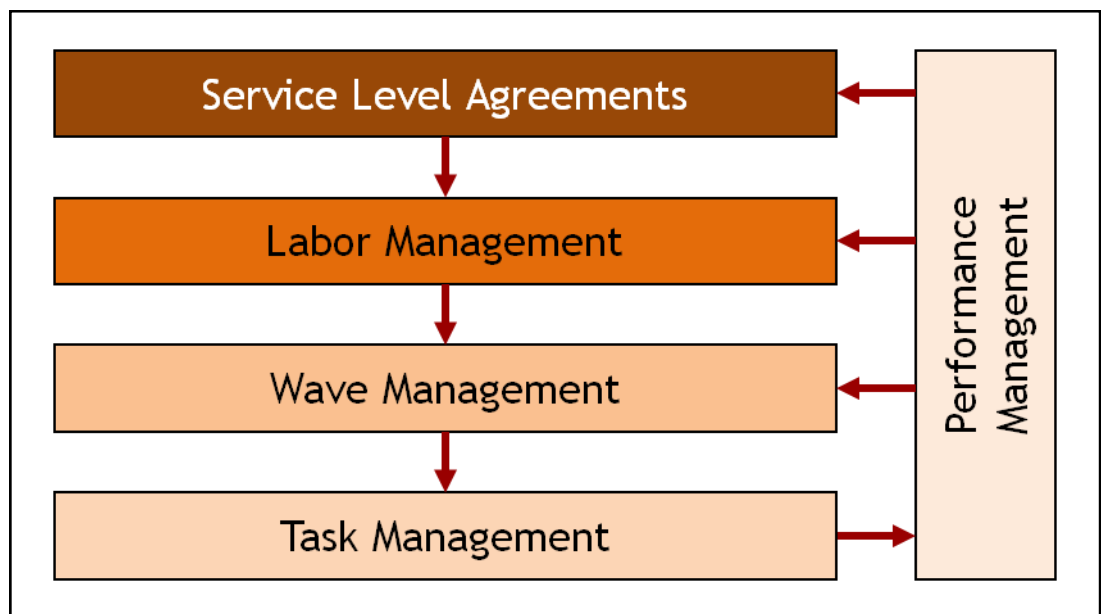 Service Level Agreements
Labor Management
Wave Management
Task Management
Performance
Management